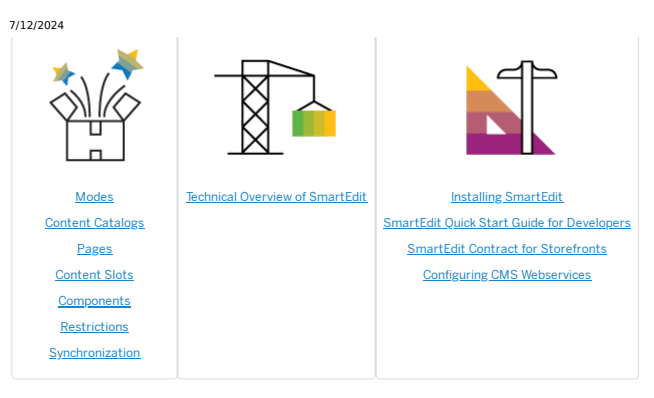 7/12/2024
Modes
Content Catalogs
Pages
Content Slots
Components
Restrictions
Synchronization
Technical Overview of SmartEdit
Installing SmartEdit
SmartEdit Quick Start Guide for Developers
SmartEdit Contract for Storefronts
Configuring CMS Webservices